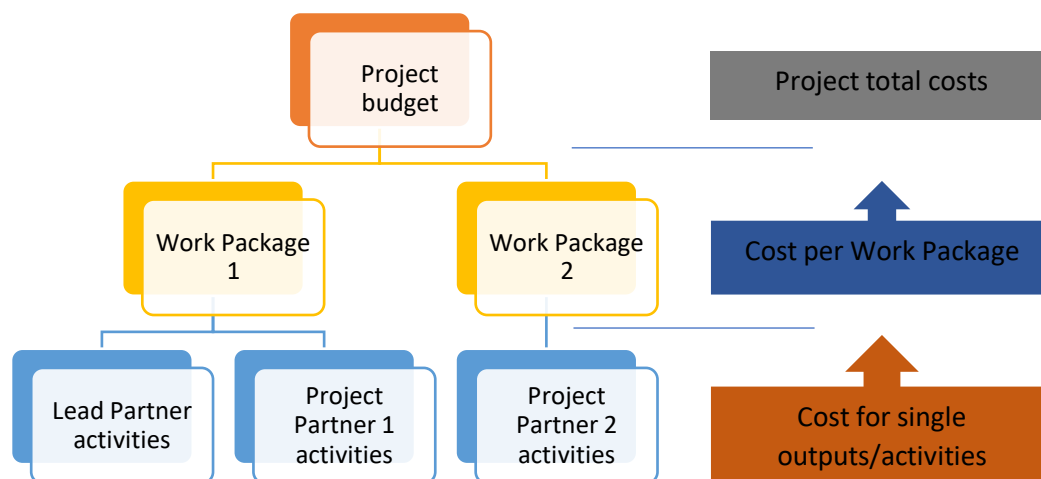 Project
budget
Project total costs
Work Package
1
Work Package
2
Cost per Work Package
Lead Partner
activities
Project
Partner 1
activities
Project
Partner 2
activities
Cost for single
outputs/activities